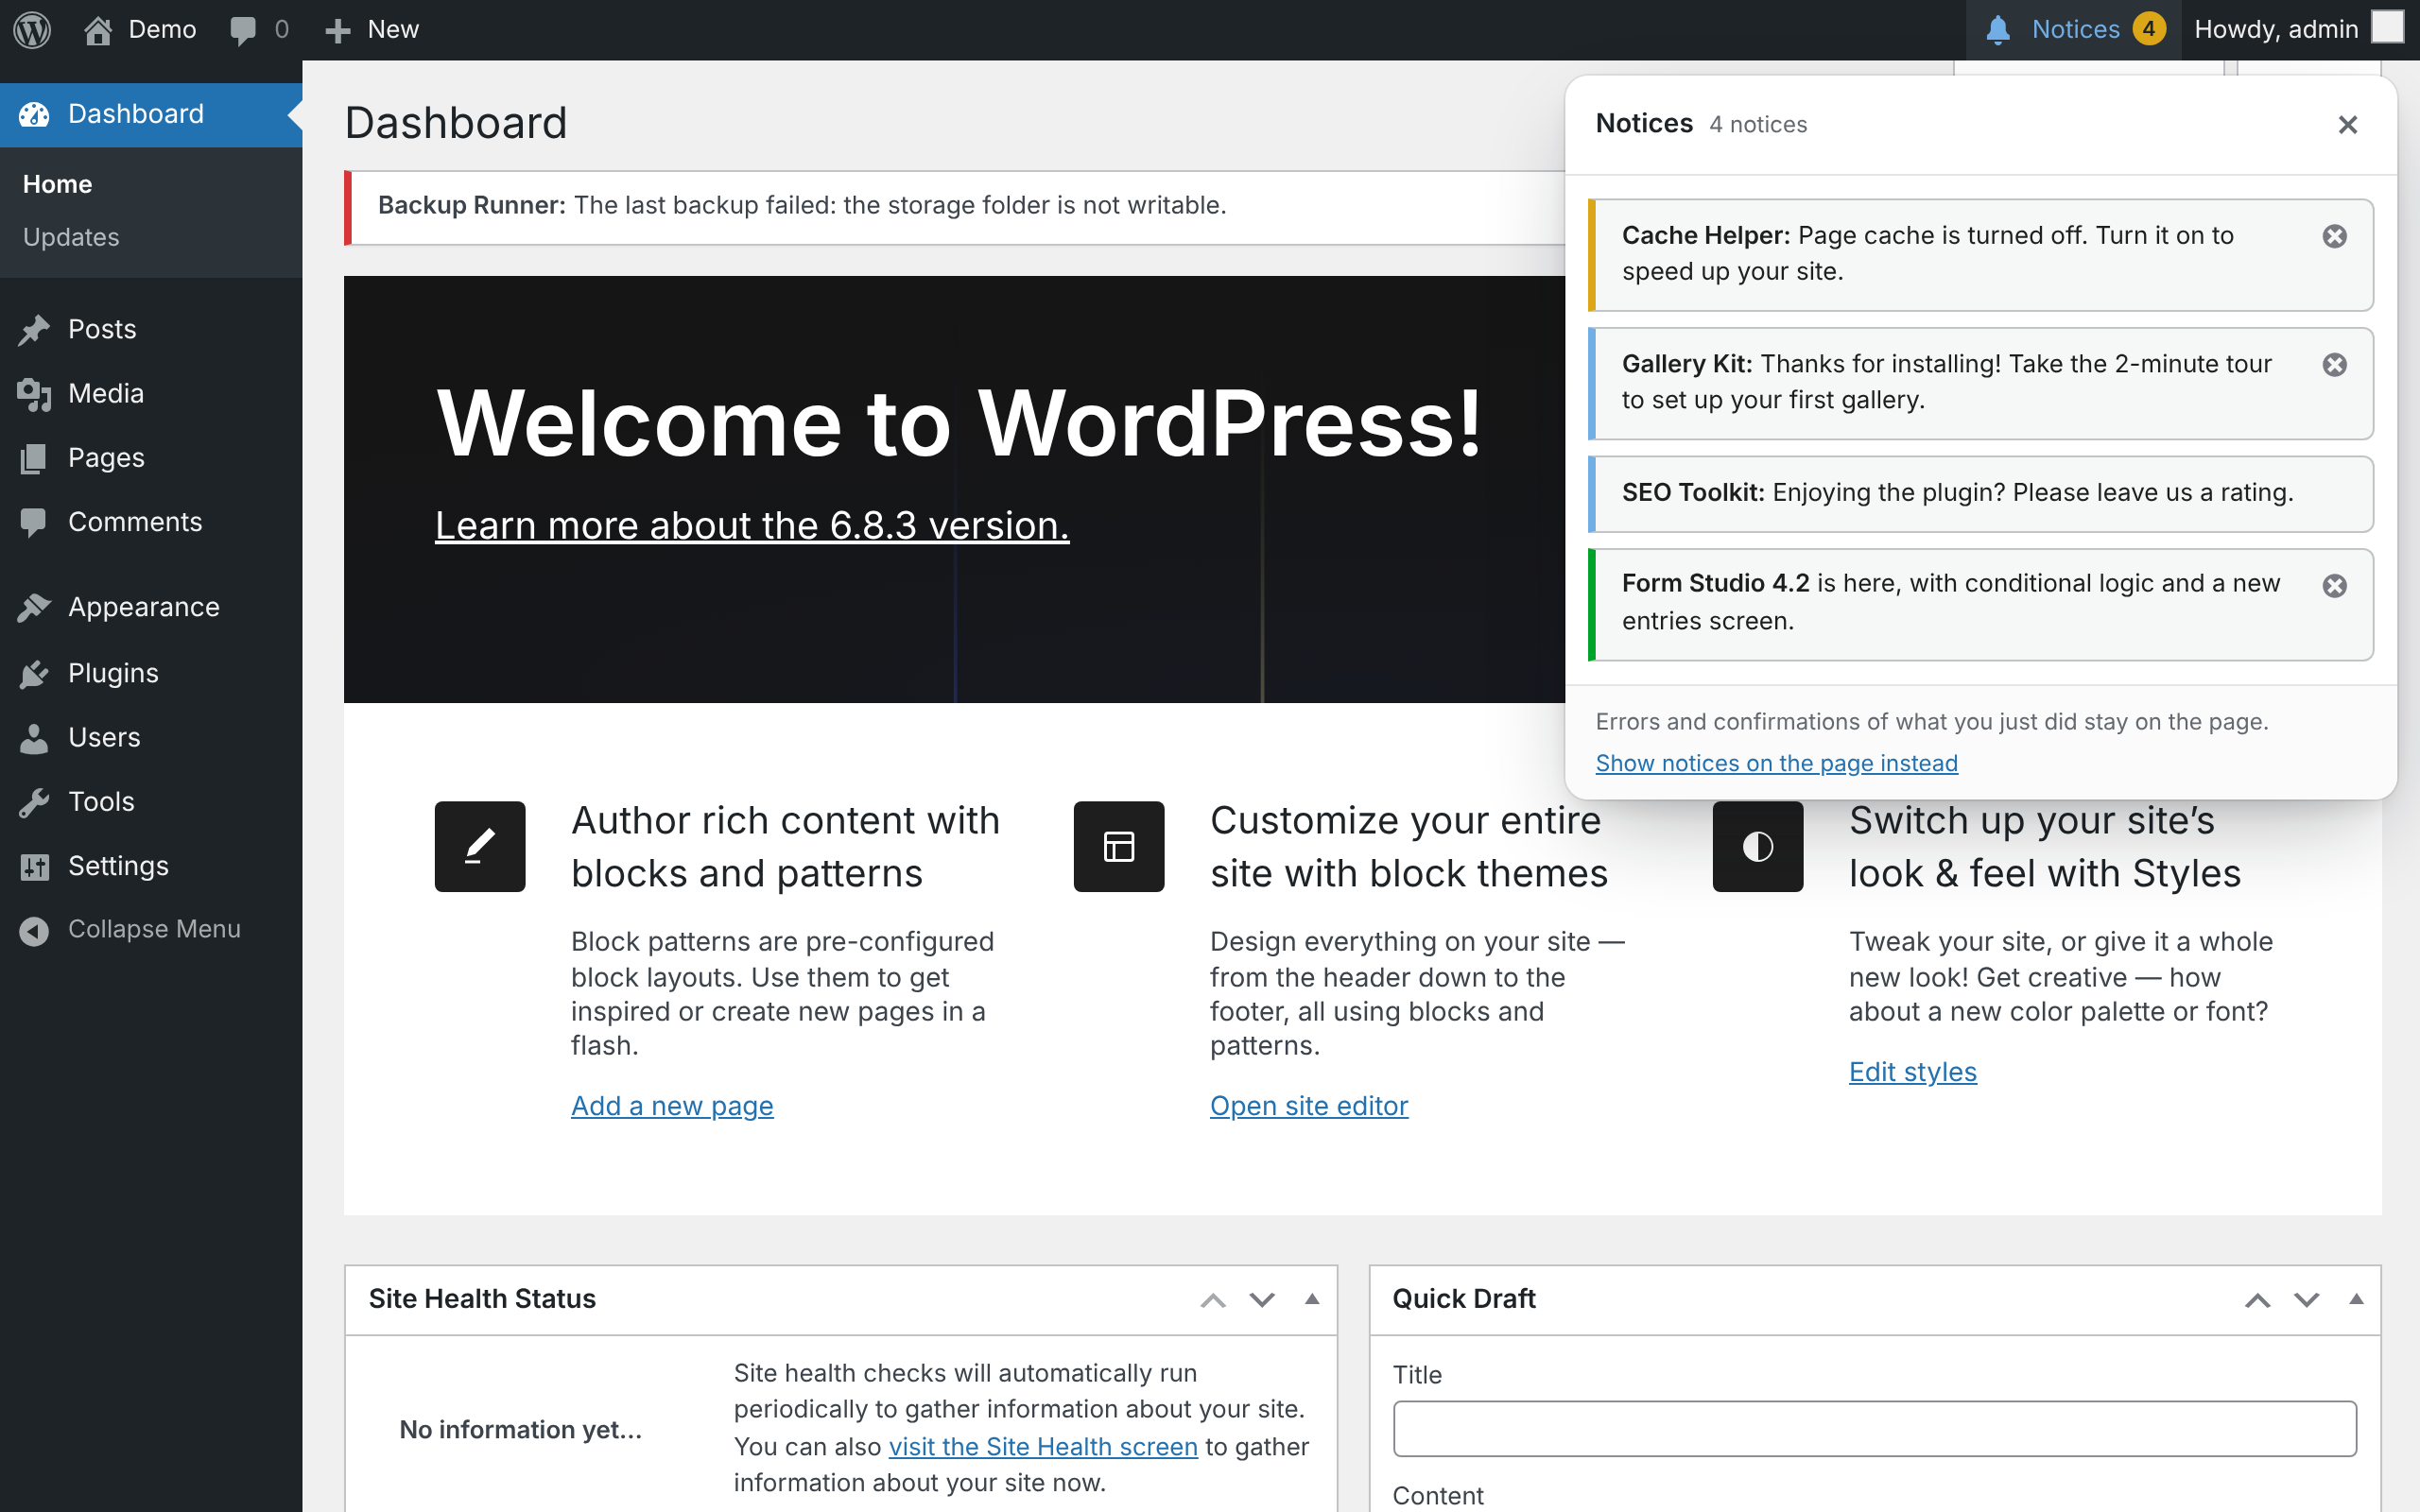 Demo
0
New
Notices 4
Howdy, admin
Dashboard
Home
Updates
Posts
Media
Pages
Comments
Appearance
Plugins
Users
Tools
Settings
Collapse Menu
Dashboard
Backup Runner: The last backup failed: the storage folder is not writable.
Welcome to WordPress!
Learn more about the 6.8.3 version.
Notices 4 notices
Cache Helper: Page cache is turned off. Turn it on to
speed up your site.
Gallery Kit: Thanks for installing! Take the 2-minute tour
to set up your first gallery.
SEO Toolkit: Enjoying the plugin? Please leave us a rating.
Form Studio 4.2 is here, with conditional logic and a new
entries screen.
Errors and confirmations of what you just did stay on the page.
Show notices on the page instead
Author rich content with
blocks and patterns
Block patterns are pre-configured
block layouts. Use them to get
inspired or create new pages in a
flash.
Add a new page
Customize your entire
site with block themes
Design everything on your site —
from the header down to the
footer, all using blocks and
patterns.
Open site editor
Switch up your site’s
look & feel with Styles
Tweak your site, or give it a whole
new look! Get creative — how
about a new color palette or font?
Edit styles
Site Health Status
No information yet…
Site health checks will automatically run
periodically to gather information about your site.
You can also visit the Site Health screen to gather
information about your site now.
Quick Draft
Title
Content